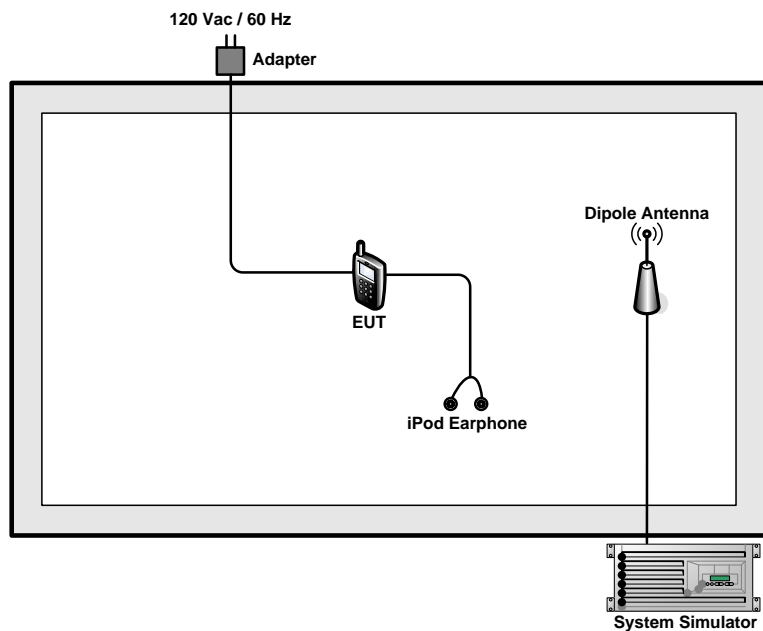 120 Vac / 60 Hz
Adapter
Dipole Antenna
EUT
iPod Earphone
System Simulator